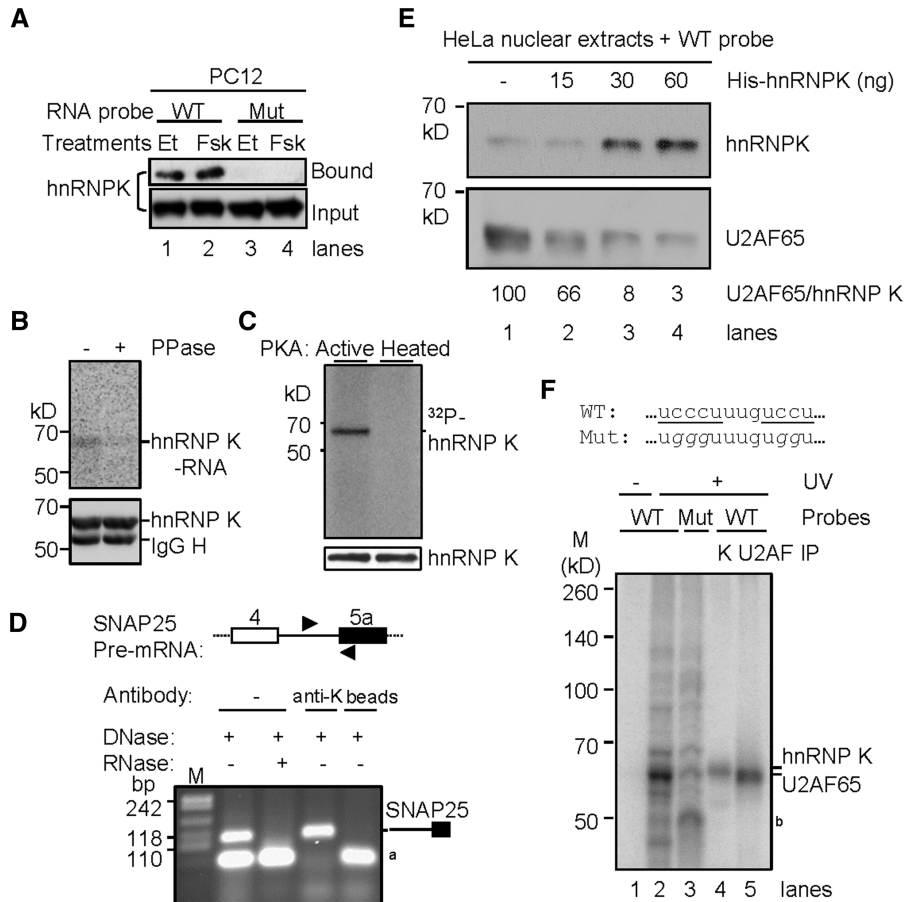 A
PC12
RNA probe WT Mut
Treatments Et Fsk Et Fsk
hnRNPK
Bound
Input
1 2 3 4 lanes
B
- + PPase
kD
70
50
hnRNP K
-RNA
70
50
hnRNP K
IgG H
C
PKA: Active Heated
kD
70
50
32P-
hnRNP K
hnRNP K
D
SNAP25
Pre-mRNA:
4 5a
Antibody: - anti-K beads
DNase: + + + +
RNase: - + - -
M
bp
242
118
110
SNAP25
a
E
HeLa nuclear extracts + WT probe
- 15 30 60 His-hnRNPK (ng)
70
kD
hnRNPK
70
kD
U2AF65
100 66 8 3 U2AF65/hnRNP K
1 2 3 4 lanes
F
WT: …ucccuuuguccu…
Mut: …uggguuuguggu…
- + UV
WT Mut WT Probes
K U2AF IP
M
(kD)
260
140
100
70
50
hnRNP K
U2AF65
b
1 2 3 4 5 lanes